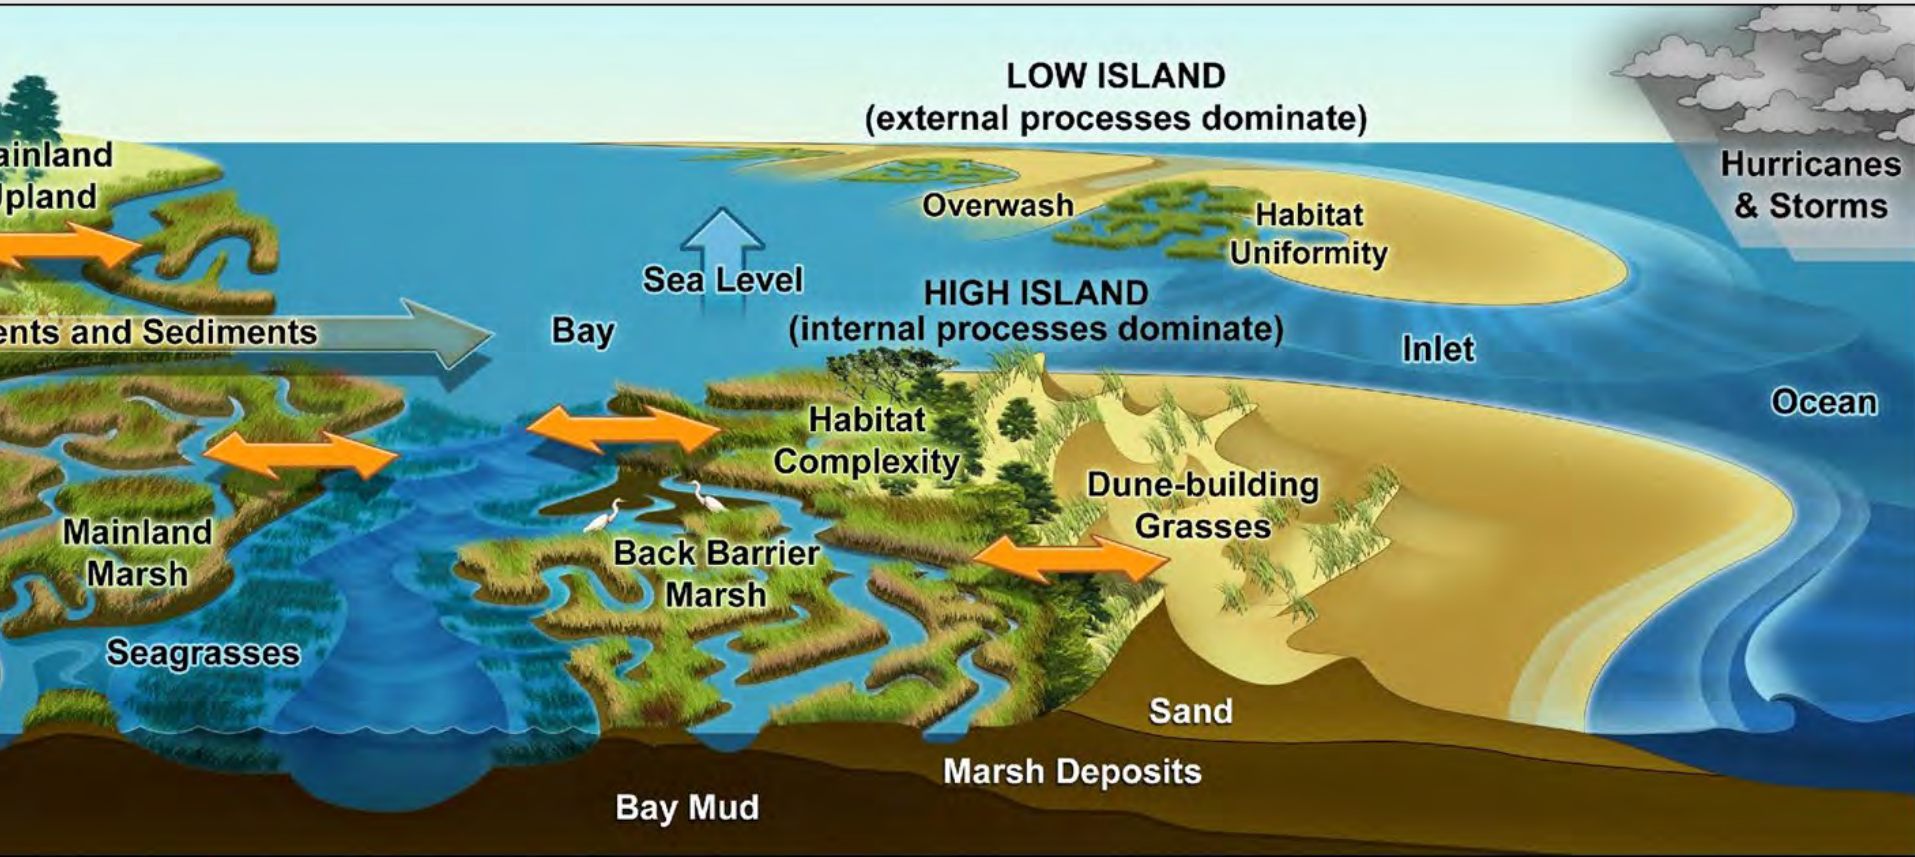 LOW ISLAND
(external processes dominate)
Hurricanes
& Storms
ainland
Upland
Overwash
Habitat
Uniformity
Sea Level
HIGH ISLAND
(internal processes dominate)
ents and Sediments
Bay
Inlet
Ocean
Habitat
Complexity
Dune-building
Grasses
Mainland
Marsh
Back Barrier
Marsh
Seagrasses
Sand
Marsh Deposits
Bay Mud